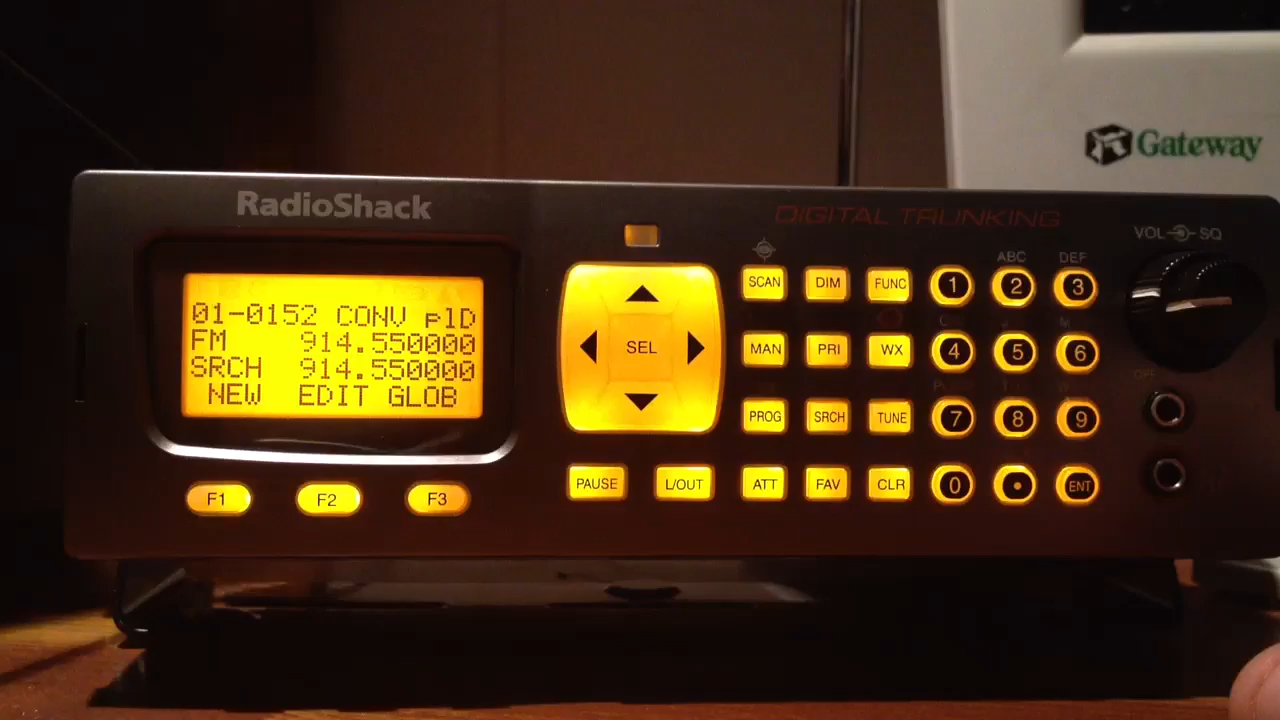 Gateway
RadioShack
DIGITAL TRUNKING
VOL SQ
01-0152 CONV plD
FM 914.550000
SRCH 914.550000
NEW EDIT GLOB
F1 F2 F3
SEL
PAUSE L/OUT
ABC DEF
SCAN DIM FUNC 1 2 3
MAN PRI WX 4 5 6
OFF
PROG SRCH TUNE 7 8 9
ATT FAV CLR 0 • ENT